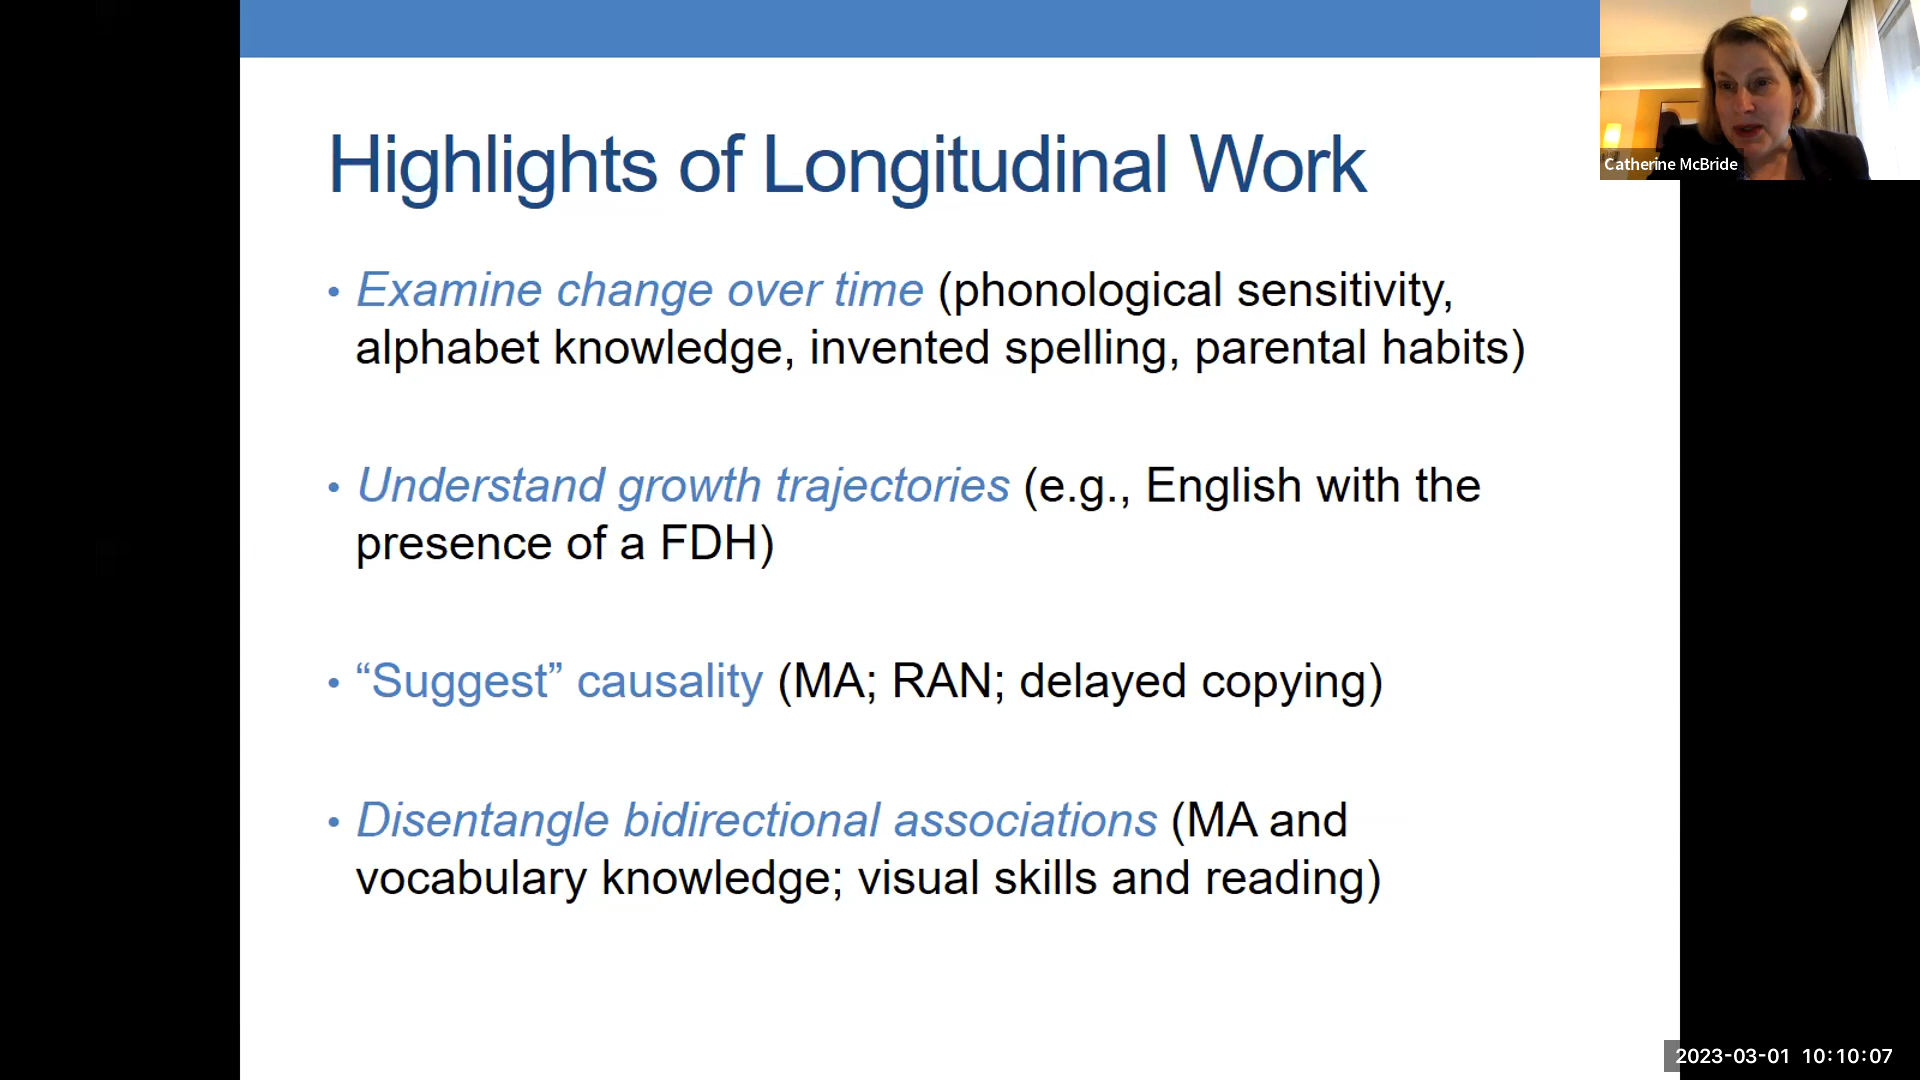 Highlights of Longitudinal Work
• Examine change over time (phonological sensitivity,
alphabet knowledge, invented spelling, parental habits)
• Understand growth trajectories (e.g., English with the
presence of a FDH)
• “Suggest” causality (MA; RAN; delayed copying)
• Disentangle bidirectional associations (MA and
vocabulary knowledge; visual skills and reading)
Catherine McBride
2023-03-01 10:10:07